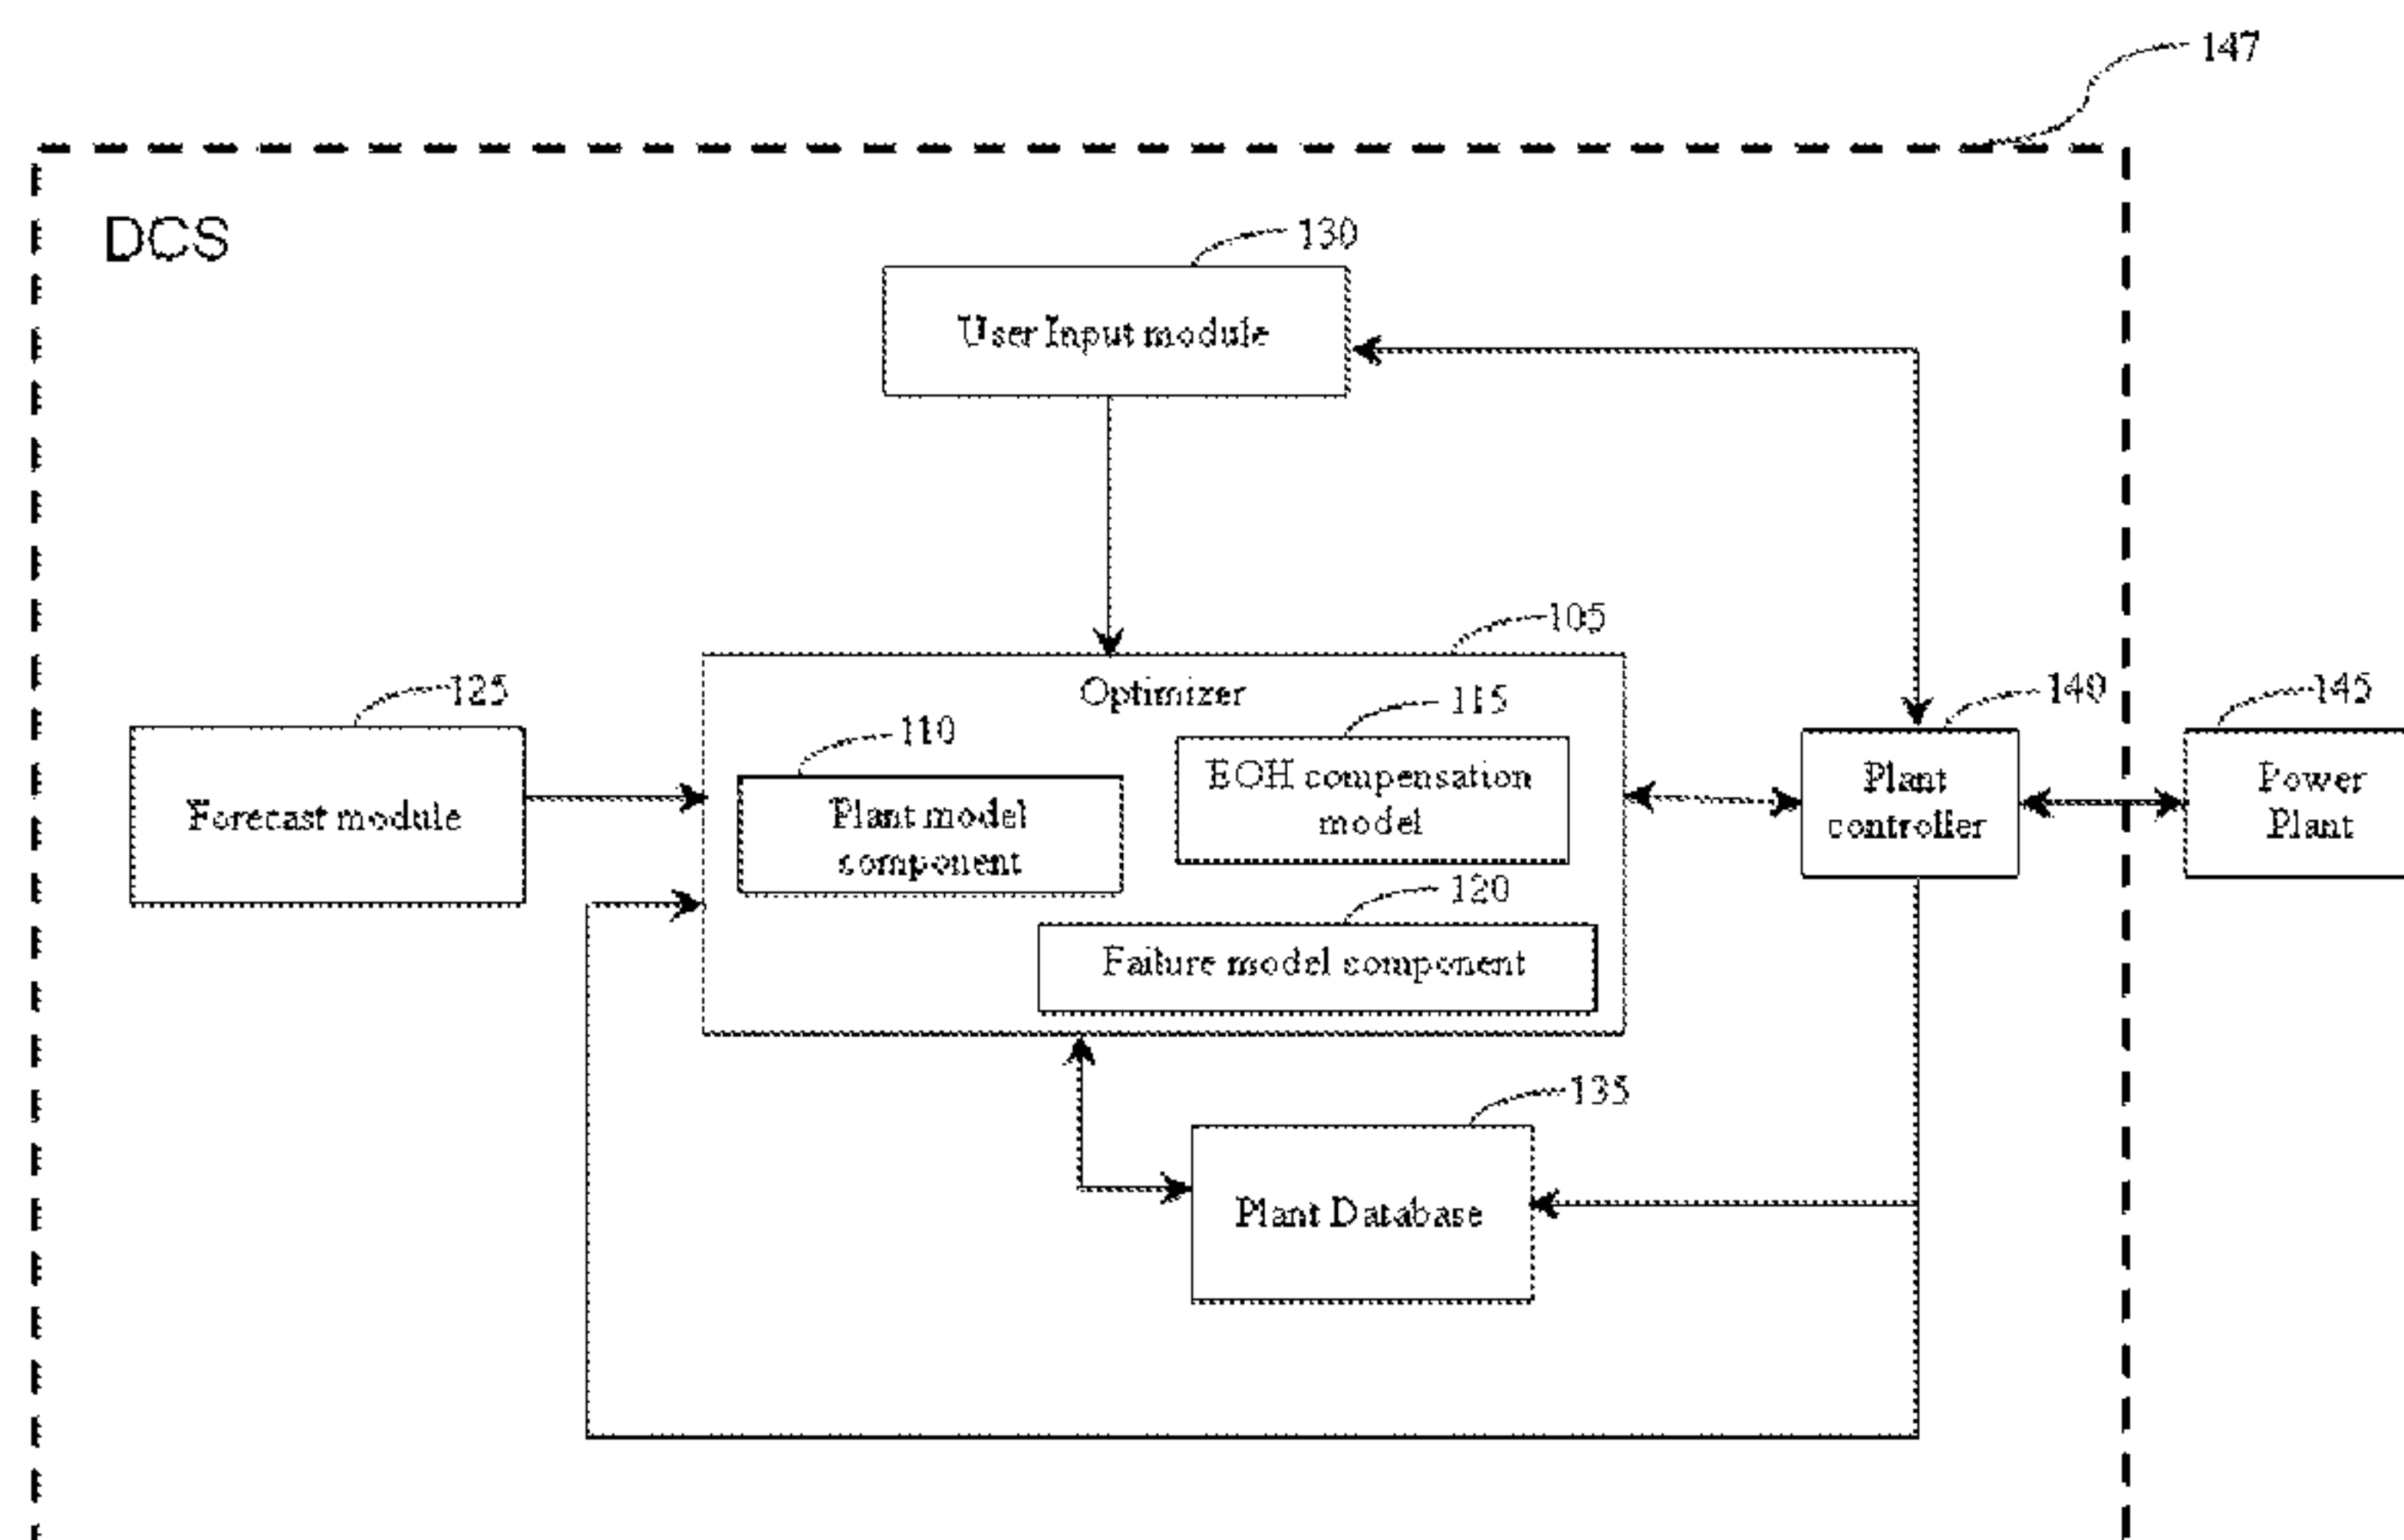 147
DCS
130
User Input module
105
Optimizer
125
Forecast module
110
Plant model
component
115
EOH compensation
model
120
Failure model component
140
Plant
controller
145
Power
Plant
135
Plant Database